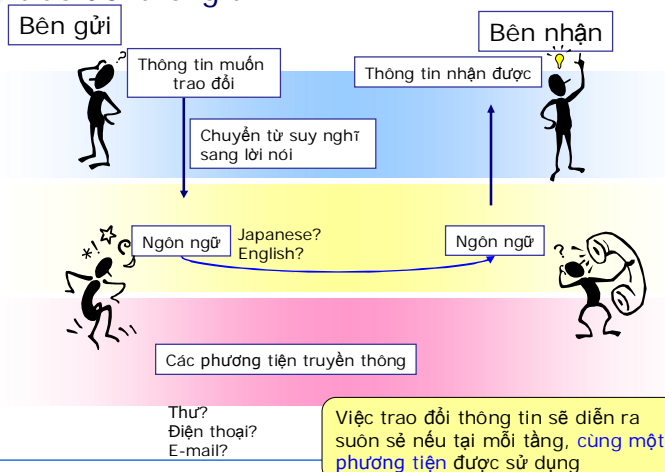 Bên gửi
Bên nhận
Thông tin muốn
trao đổi
Thông tin nhận được
Chuyển từ suy nghĩ
sang lời nói
Ngôn ngữ
Japanese?
English?
Ngôn ngữ
Các phương tiện truyền thông
Thư?
Điện thoại?
E-mail?
Việc trao đổi thông tin sẽ diễn ra
suôn sẻ nếu tại mỗi tầng, cùng một
phương tiện được sử dụng